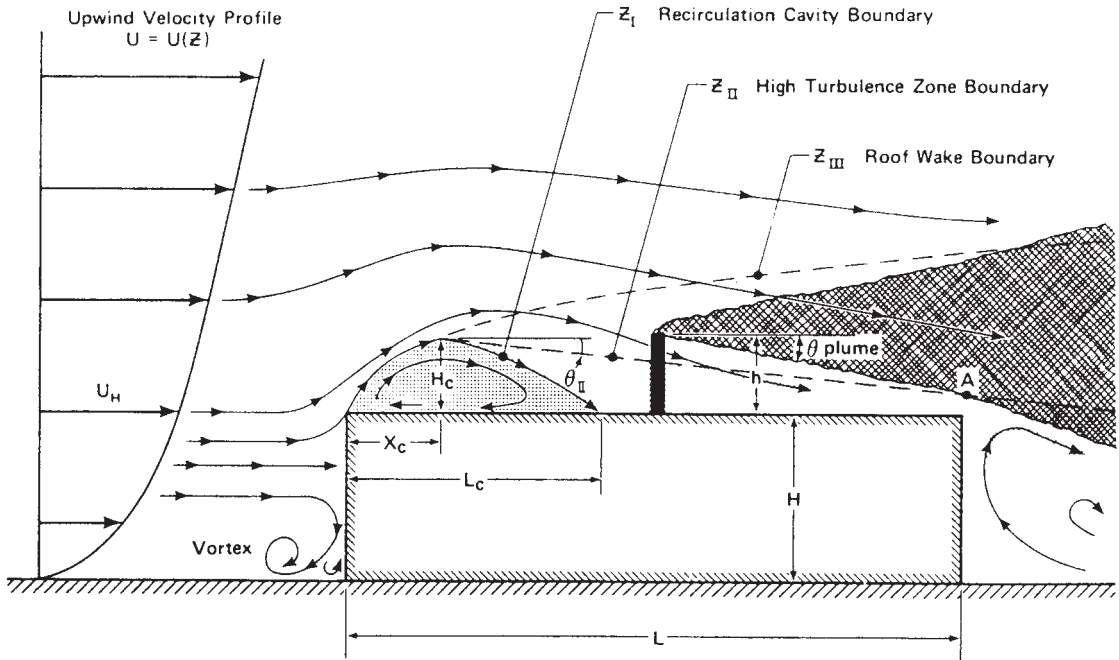 Upwind Velocity Profile
U = U(Z)
Z_I Recirculation Cavity Boundary
Z_II High Turbulence Zone Boundary
Z_III Roof Wake Boundary
θ plume
A
H_c
θ_II
h
U_H
X_c
L_c
H
Vortex
L